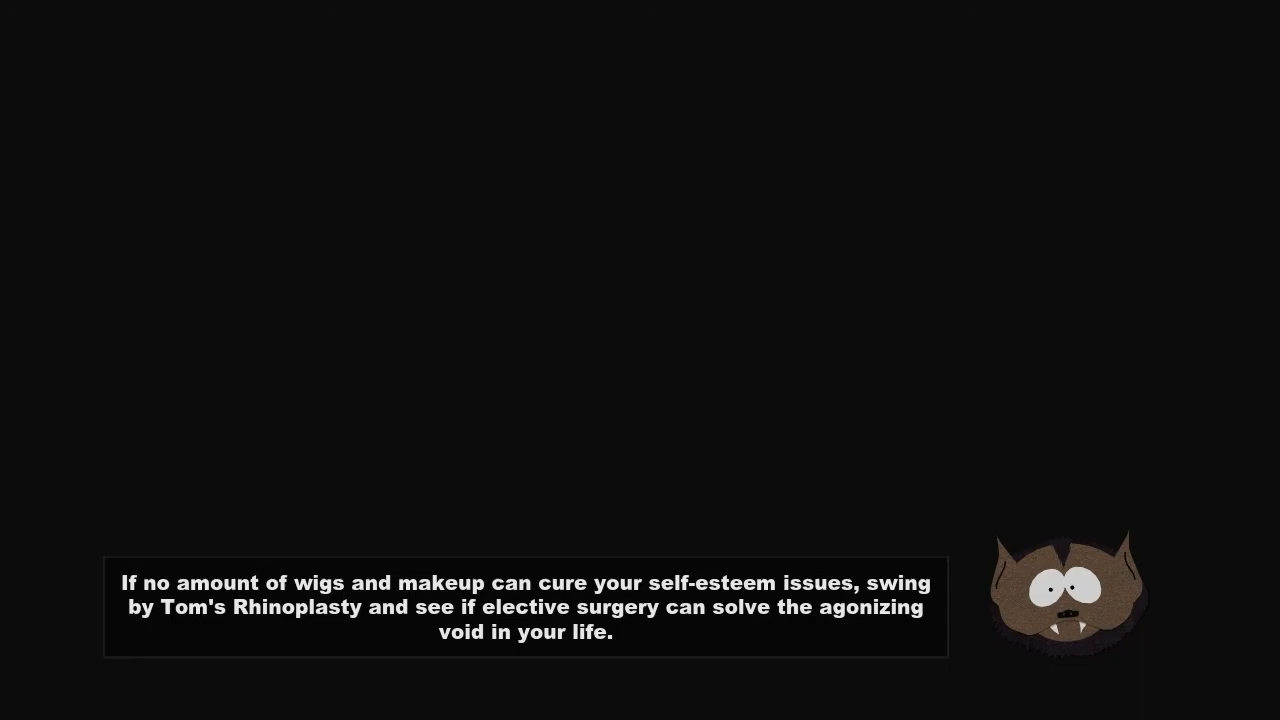 If no amount of wigs and makeup can cure your self-esteem issues, swing
by Tom's Rhinoplasty and see if elective surgery can solve the agonizing
void in your life.